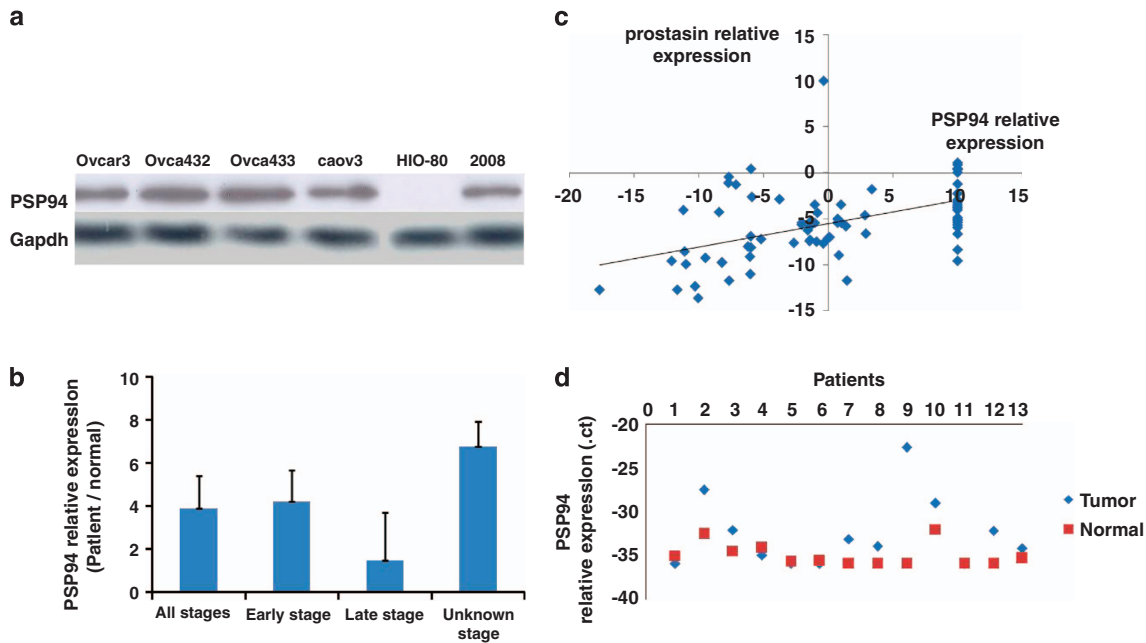 a
Ovcar3 Ovca432 Ovca433 caov3 HIO-80 2008
PSP94
Gapdh
b
PSP94 relative expression
(Patient / normal)
10
8
6
4
2
0
All stages Early stage Late stage Unknown
stage
c
prostasin relative
expression
PSP94 relative
expression
15
10
5
0
-5
-10
-15
-20 -15 -10 -5 0 5 10 15
d
Patients
0 1 2 3 4 5 6 7 8 9 10 11 12 13
PSP94
relative expression (.ct)
-20
-25
-30
-35
-40
Tumor
Normal